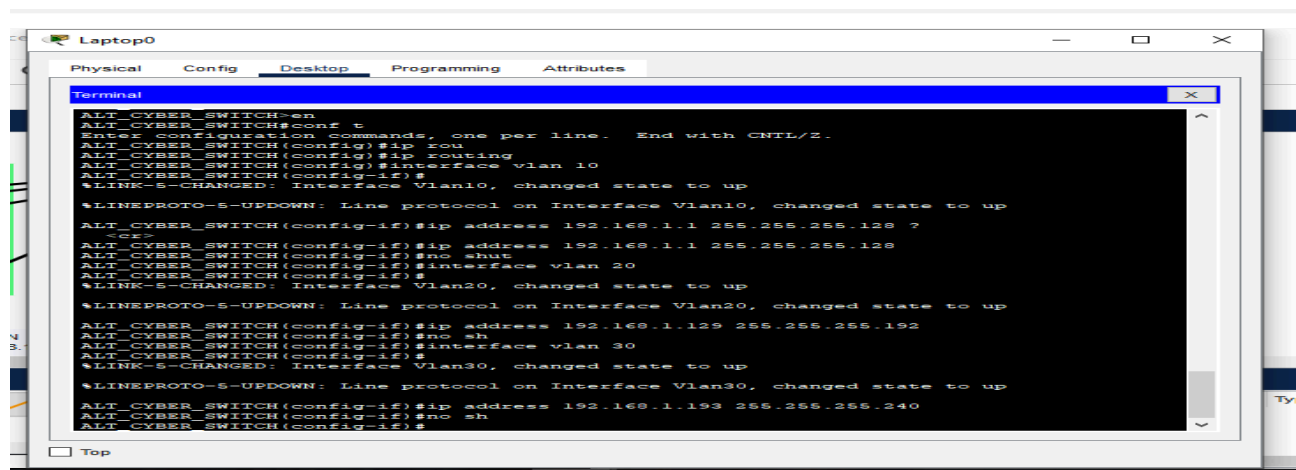 Laptop0
Physical Config Desktop Programming Attributes
Terminal
ALT_CYBER_SWITCH>en
ALT_CYBER_SWITCH#conf t
Enter configuration commands, one per line. End with CNTL/Z.
ALT_CYBER_SWITCH(config)#ip rou
ALT_CYBER_SWITCH(config)#ip routing
ALT_CYBER_SWITCH(config)#interface vlan 10
ALT_CYBER_SWITCH(config-if)#
%LINK-5-CHANGED: Interface Vlan10, changed state to up
%LINEPROTO-5-UPDOWN: Line protocol on Interface Vlan10, changed state to up
ALT_CYBER_SWITCH(config-if)#ip address 192.168.1.1 255.255.255.128 ?
<cr>
ALT_CYBER_SWITCH(config-if)#ip address 192.168.1.1 255.255.255.128
ALT_CYBER_SWITCH(config-if)#no shut
ALT_CYBER_SWITCH(config-if)#interface vlan 20
ALT_CYBER_SWITCH(config-if)#
%LINK-5-CHANGED: Interface Vlan20, changed state to up
%LINEPROTO-5-UPDOWN: Line protocol on Interface Vlan20, changed state to up
ALT_CYBER_SWITCH(config-if)#ip address 192.168.1.129 255.255.255.192
ALT_CYBER_SWITCH(config-if)#no sh
ALT_CYBER_SWITCH(config-if)#interface vlan 30
ALT_CYBER_SWITCH(config-if)#
%LINK-5-CHANGED: Interface Vlan30, changed state to up
%LINEPROTO-5-UPDOWN: Line protocol on Interface Vlan30, changed state to up
ALT_CYBER_SWITCH(config-if)#ip address 192.168.1.193 255.255.255.240
ALT_CYBER_SWITCH(config-if)#no sh
ALT_CYBER_SWITCH(config-if)#
Top